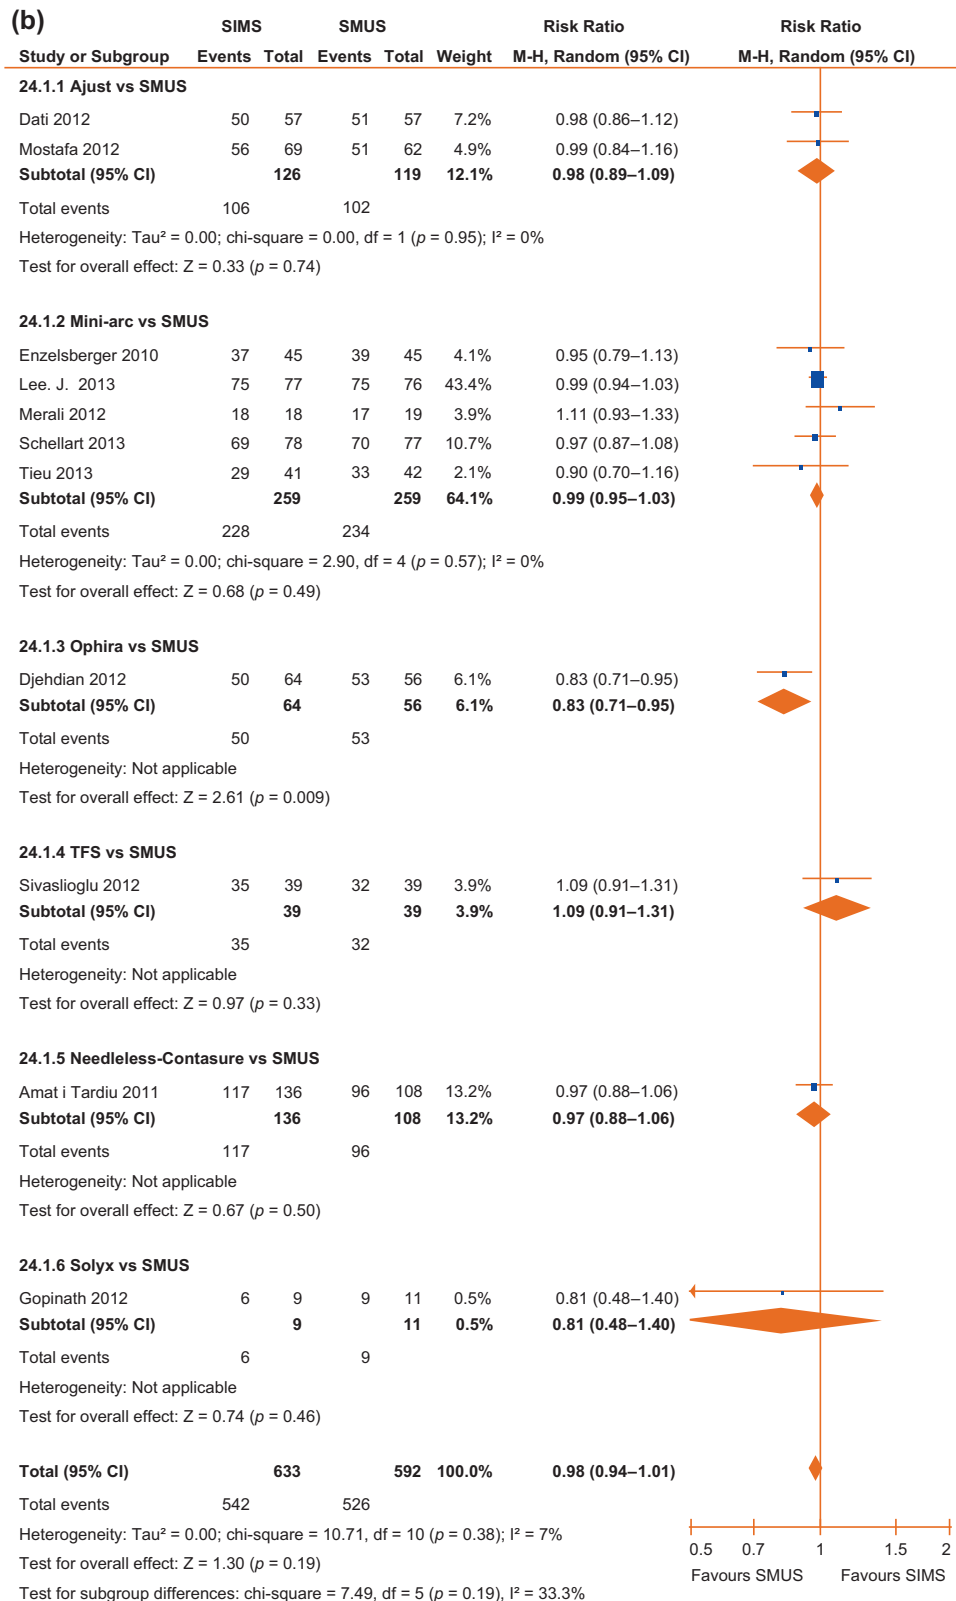 (b)
SIMS SMUS Risk Ratio Risk Ratio
Study or Subgroup Events Total Events Total Weight M-H, Random (95% CI) M-H, Random (95% CI)
24.1.1 Ajust vs SMUS
Dati 2012 50 57 51 57 7.2% 0.98 (0.86–1.12)
Mostafa 2012 56 69 51 62 4.9% 0.99 (0.84–1.16)
Subtotal (95% CI) 126 119 12.1% 0.98 (0.89–1.09)
Total events 106 102
Heterogeneity: Tau² = 0.00; chi-square = 0.00, df = 1 (p = 0.95); I² = 0%
Test for overall effect: Z = 0.33 (p = 0.74)
24.1.2 Mini-arc vs SMUS
Enzelsberger 2010 37 45 39 45 4.1% 0.95 (0.79–1.13)
Lee. J. 2013 75 77 75 76 43.4% 0.99 (0.94–1.03)
Merali 2012 18 18 17 19 3.9% 1.11 (0.93–1.33)
Schellart 2013 69 78 70 77 10.7% 0.97 (0.87–1.08)
Tieu 2013 29 41 33 42 2.1% 0.90 (0.70–1.16)
Subtotal (95% CI) 259 259 64.1% 0.99 (0.95–1.03)
Total events 228 234
Heterogeneity: Tau² = 0.00; chi-square = 2.90, df = 4 (p = 0.57); I² = 0%
Test for overall effect: Z = 0.68 (p = 0.49)
24.1.3 Ophira vs SMUS
Djehdian 2012 50 64 53 56 6.1% 0.83 (0.71–0.95)
Subtotal (95% CI) 64 56 6.1% 0.83 (0.71–0.95)
Total events 50 53
Heterogeneity: Not applicable
Test for overall effect: Z = 2.61 (p = 0.009)
24.1.4 TFS vs SMUS
Sivaslioglu 2012 35 39 32 39 3.9% 1.09 (0.91–1.31)
Subtotal (95% CI) 39 39 3.9% 1.09 (0.91–1.31)
Total events 35 32
Heterogeneity: Not applicable
Test for overall effect: Z = 0.97 (p = 0.33)
24.1.5 Needleless-Contasure vs SMUS
Amat i Tardiu 2011 117 136 96 108 13.2% 0.97 (0.88–1.06)
Subtotal (95% CI) 136 108 13.2% 0.97 (0.88–1.06)
Total events 117 96
Heterogeneity: Not applicable
Test for overall effect: Z = 0.67 (p = 0.50)
24.1.6 Solyx vs SMUS
Gopinath 2012 6 9 9 11 0.5% 0.81 (0.48–1.40)
Subtotal (95% CI) 9 11 0.5% 0.81 (0.48–1.40)
Total events 6 9
Heterogeneity: Not applicable
Test for overall effect: Z = 0.74 (p = 0.46)
Total (95% CI) 633 592 100.0% 0.98 (0.94–1.01)
Total events 542 526
Heterogeneity: Tau² = 0.00; chi-square = 10.71, df = 10 (p = 0.38); I² = 7%
Test for overall effect: Z = 1.30 (p = 0.19)
Test for subgroup differences: chi-square = 7.49, df = 5 (p = 0.19), I² = 33.3%
0.5 0.7 1 1.5 2
Favours SMUS Favours SIMS